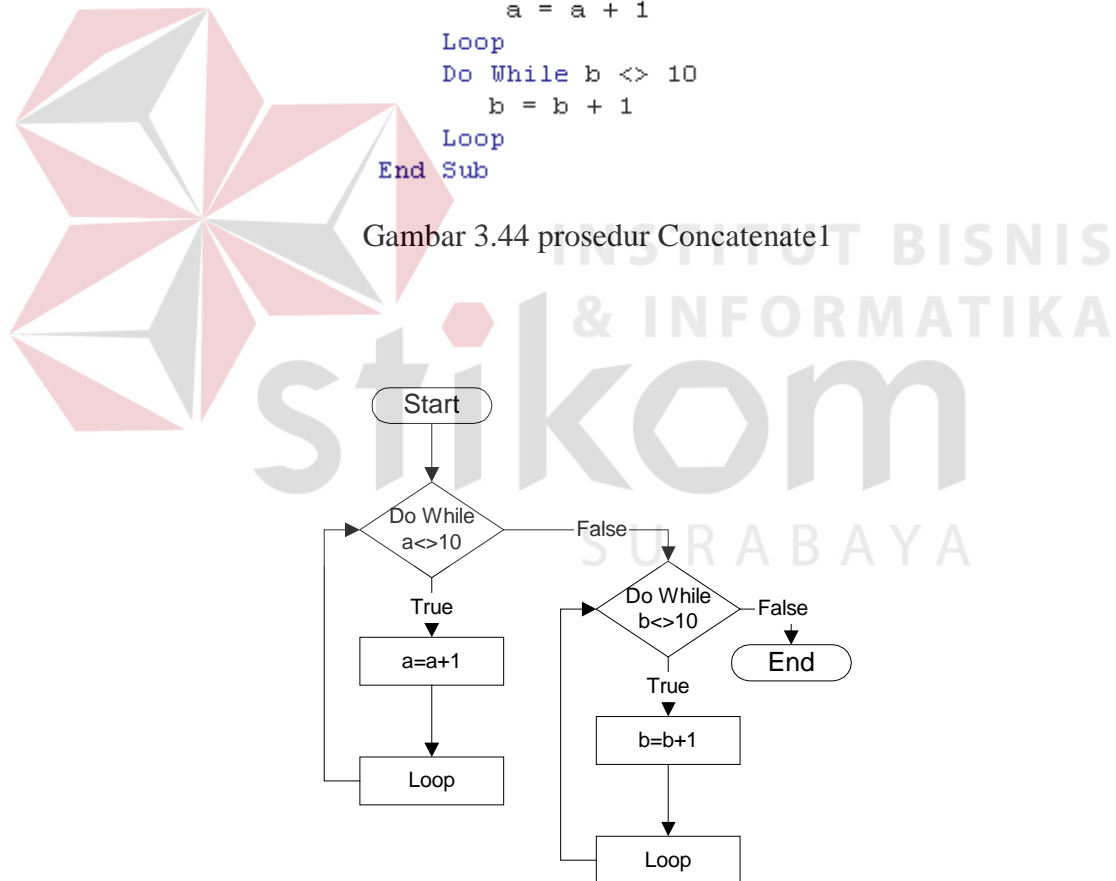 a = a + 1
Loop
Do While b <> 10
b = b + 1
Loop
End Sub
Gambar 3.44 prosedur Concatenate1
INSTITUT BISNIS
& INFORMATIKA
stikom
SURABAYA
Start
Do While
a<>10
False
True
a=a+1
Loop
Do While
b<>10
False
End
True
b=b+1
Loop